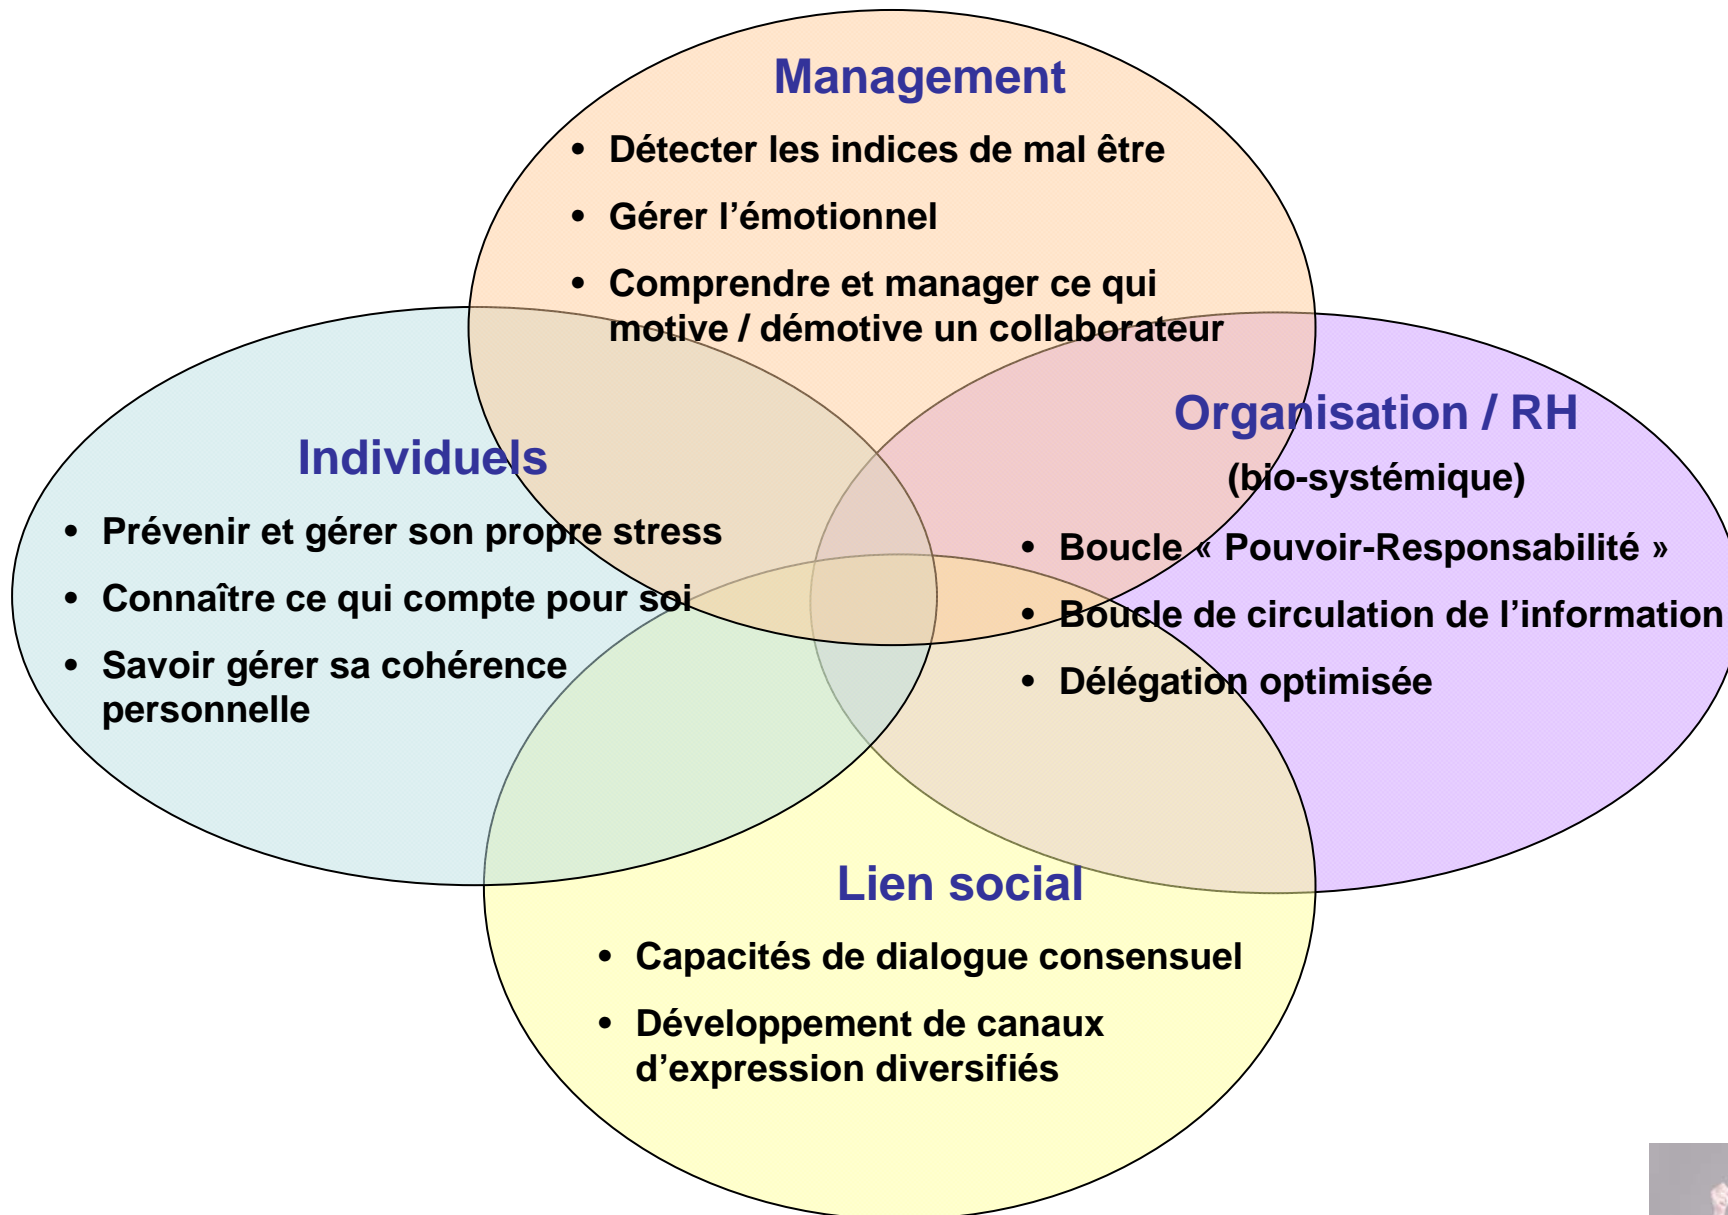 Management
• Détecter les indices de mal être
• Gérer l’émotionnel
• Comprendre et manager ce qui
motive / démotive un collaborateur
Individuels
• Prévenir et gérer son propre stress
• Connaître ce qui compte pour soi
• Savoir gérer sa cohérence
personnelle
Organisation / RH
(bio-systémique)
• Boucle « Pouvoir-Responsabilité »
• Boucle de circulation de l’information
• Délégation optimisée
Lien social
• Capacités de dialogue consensuel
• Développement de canaux
d’expression diversifiés